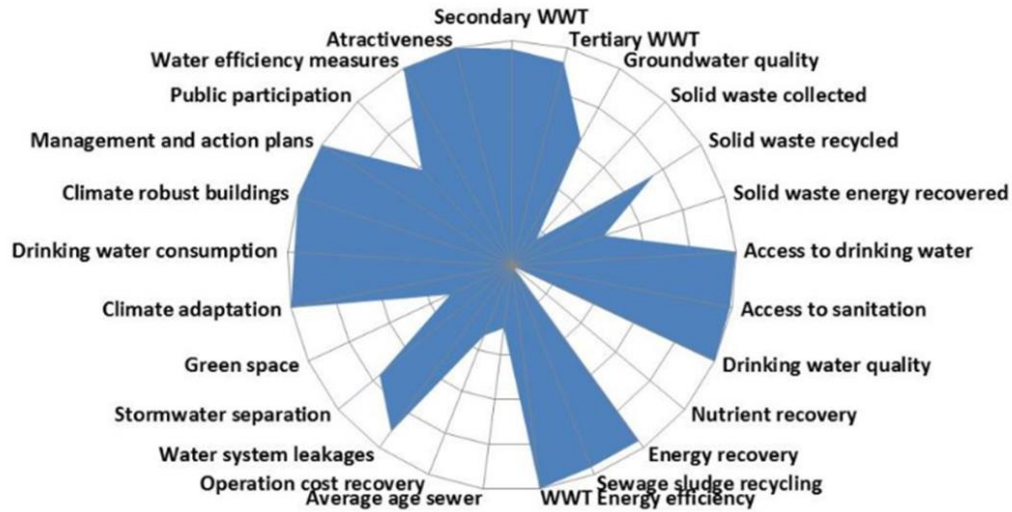 Secondary WWT
Tertiary WWT
Groundwater quality
Solid waste collected
Solid waste recycled
Solid waste energy recovered
Access to drinking water
Access to sanitation
Drinking water quality
Nutrient recovery
Energy recovery
Sewage sludge recycling
WWT Energy efficiency
Average age sewer
Operation cost recovery
Water system leakages
Stormwater separation
Green space
Climate adaptation
Drinking water consumption
Climate robust buildings
Management and action plans
Public participation
Water efficiency measures
Atractiveness